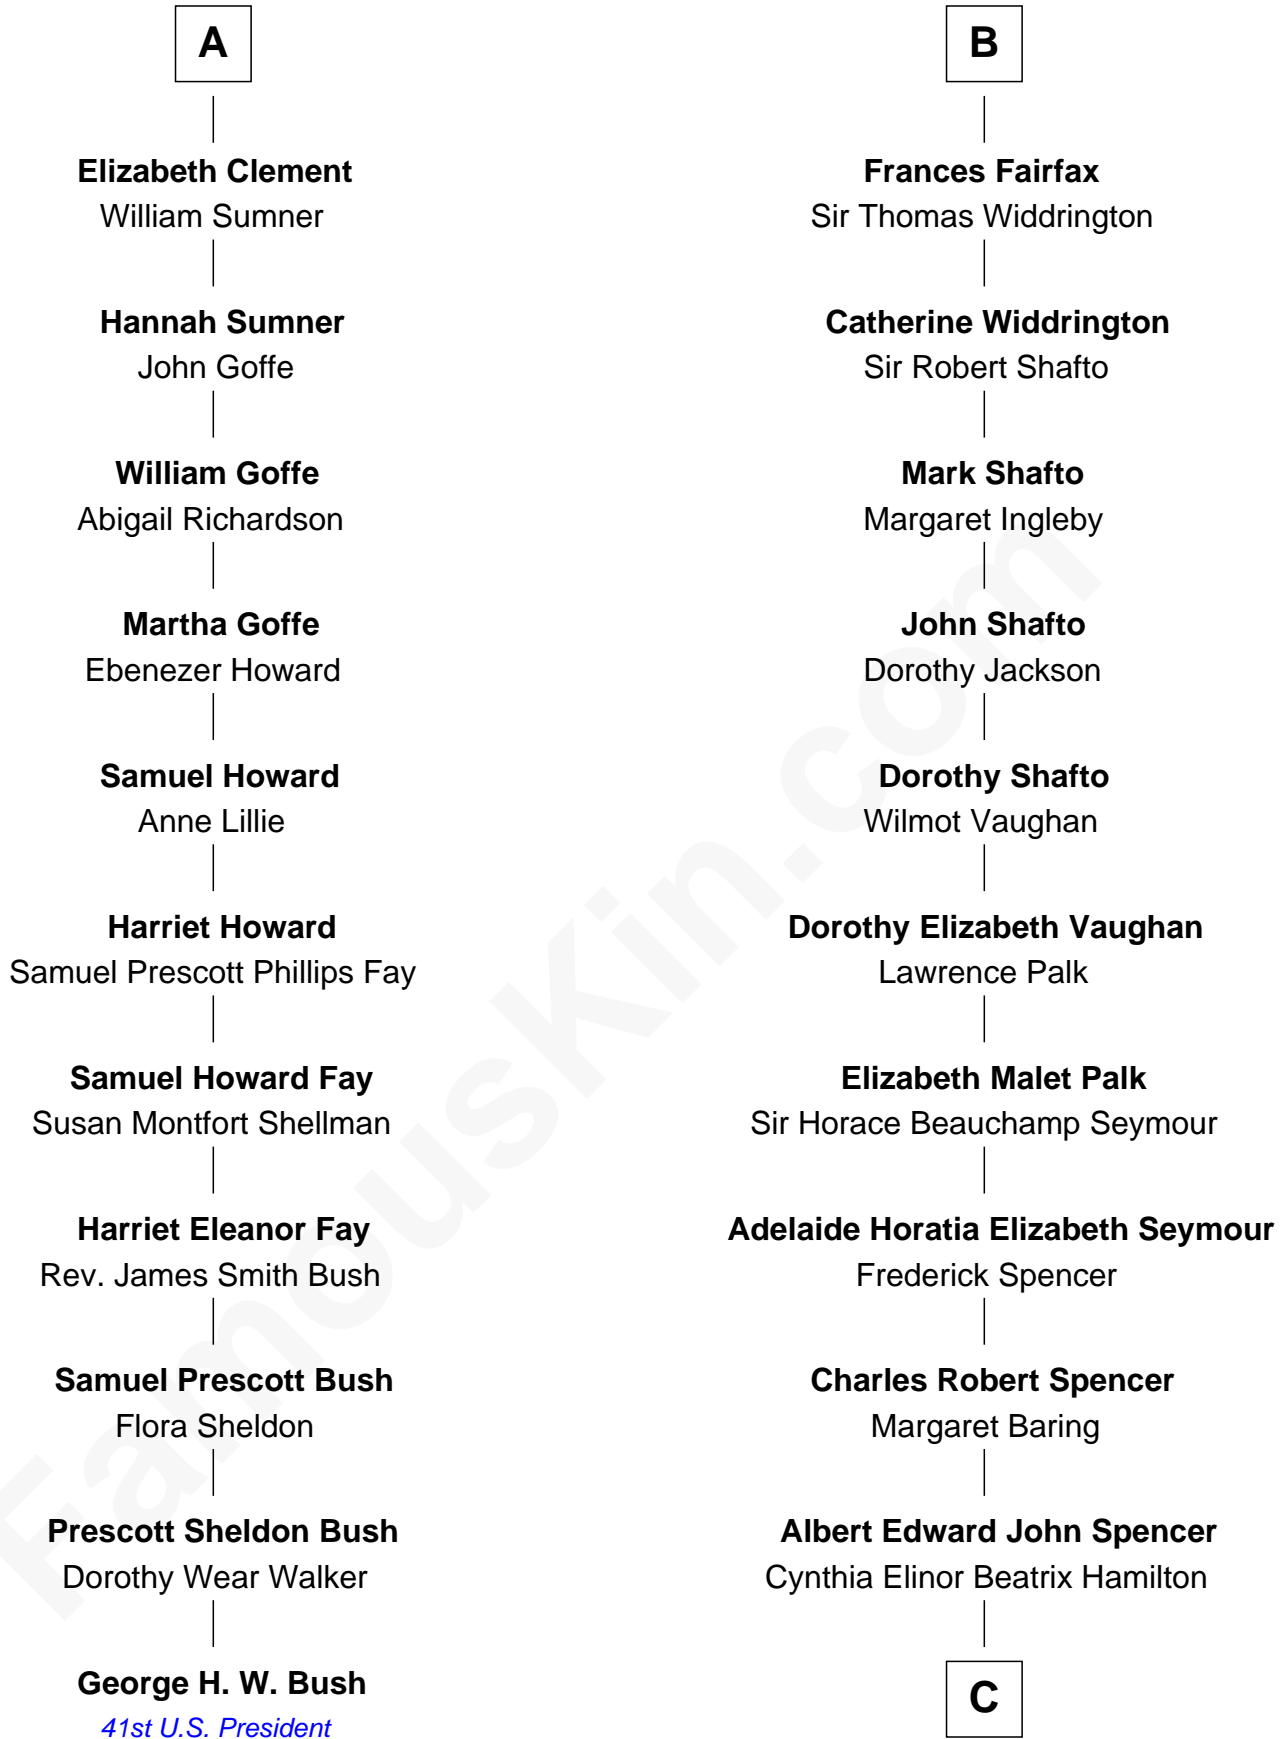 A
Elizabeth Clement
William Sumner
Hannah Sumner
John Goffe
William Goffe
Abigail Richardson
Martha Goffe
Ebenezer Howard
Samuel Howard
Anne Lillie
Harriet Howard
Samuel Prescott Phillips Fay
Samuel Howard Fay
Susan Montfort Shellman
Harriet Eleanor Fay
Rev. James Smith Bush
Samuel Prescott Bush
Flora Sheldon
Prescott Sheldon Bush
Dorothy Wear Walker
George H. W. Bush
41st U.S. President
B
Frances Fairfax
Sir Thomas Widdrington
Catherine Widdrington
Sir Robert Shafto
Mark Shafto
Margaret Ingleby
John Shafto
Dorothy Jackson
Dorothy Shafto
Wilmot Vaughan
Dorothy Elizabeth Vaughan
Lawrence Palk
Elizabeth Malet Palk
Sir Horace Beauchamp Seymour
Adelaide Horatia Elizabeth Seymour
Frederick Spencer
Charles Robert Spencer
Margaret Baring
Albert Edward John Spencer
Cynthia Elinor Beatrix Hamilton
C
FamousKin.com